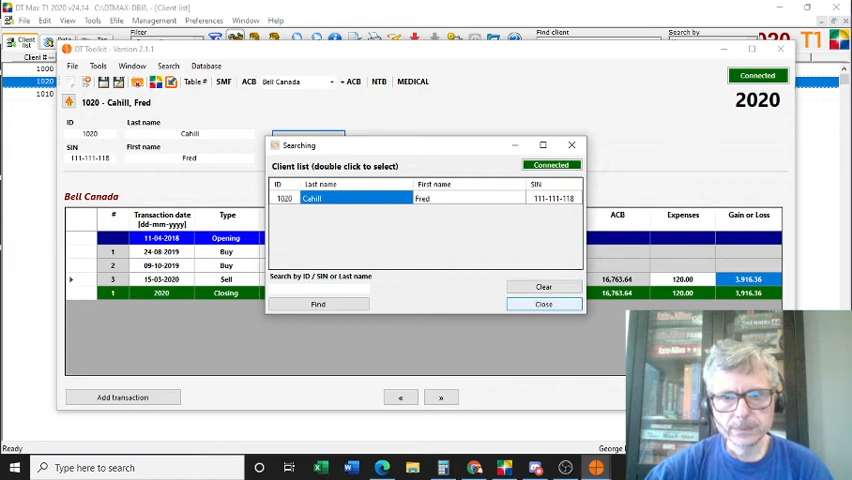 DT Max T1 2020 v24.14 C:\DTMAX-DB\F- [Client list]
File Edit View Data Efile Management Preferences Window Help
Client list
Find client
Search by
T1
Client #
1000
1020
1010
DT Toolkit - Version 2.1.1
File Tools Window Search Database
Table # SMF ACB Bell Canada + ACB NTB MEDICAL
Connected
1020 - Cahill, Fred
2020
ID Last name
1020 Cahill
SIN First name
111-111-118 Fred
Searching
Client list (double click to select)
Connected
ID Last name First name SIN
1020 Cahill Fred 111-111-118
Search by ID / SIN or Last name
Clear
Find
Close
Bell Canada
# Transaction date [dd-mm-yyyy] Type ACB Expenses Gain or Loss
11-04-2018 Opening
1 24-08-2019 Buy
2 09-10-2019 Buy
3 15-03-2020 Sell 16,763.64 120.00 3,916.36
1 2020 Closing 16,763.64 120.00 3,916.36
Add transaction
« »
Ready
George
Type here to search